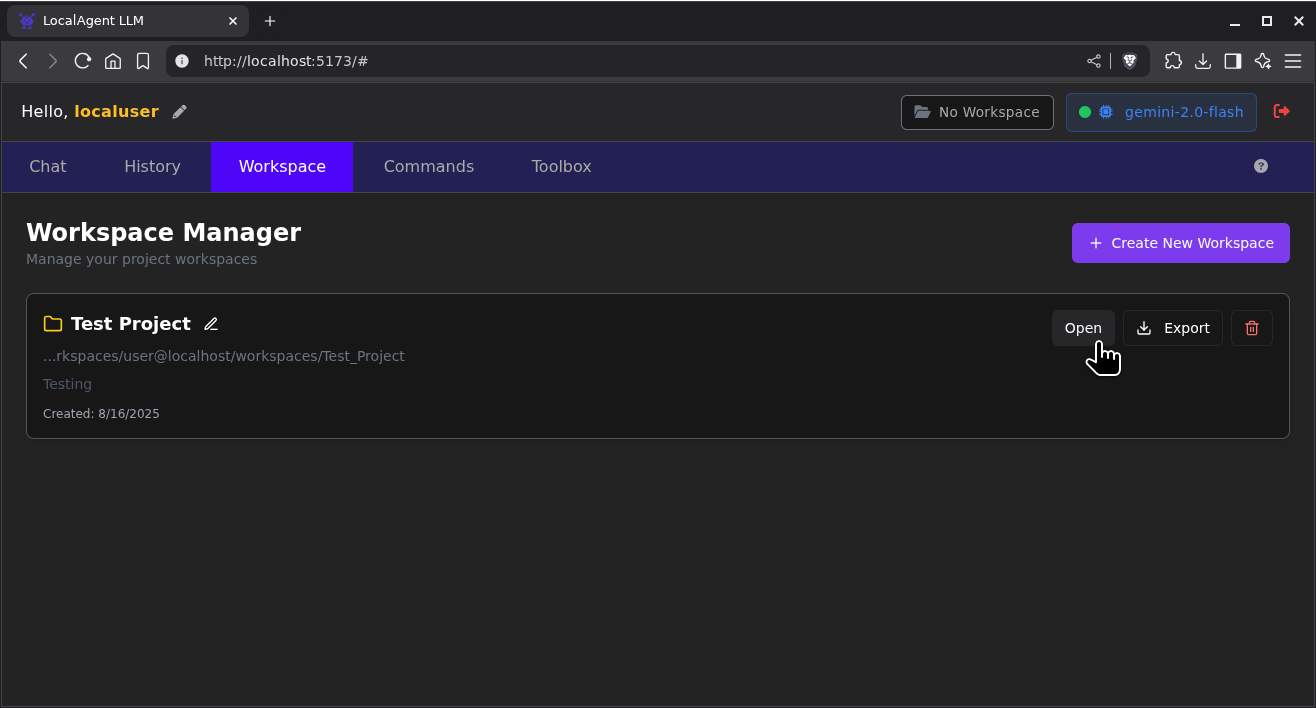 LocalAgent LLM
http://localhost:5173/#
Hello, localuser
No Workspace
gemini-2.0-flash
Chat History Workspace Commands Toolbox ?
Workspace Manager
Manage your project workspaces
+ Create New Workspace
Test Project
Open Export
...rkspaces/user@localhost/workspaces/Test_Project
Testing
Created: 8/16/2025